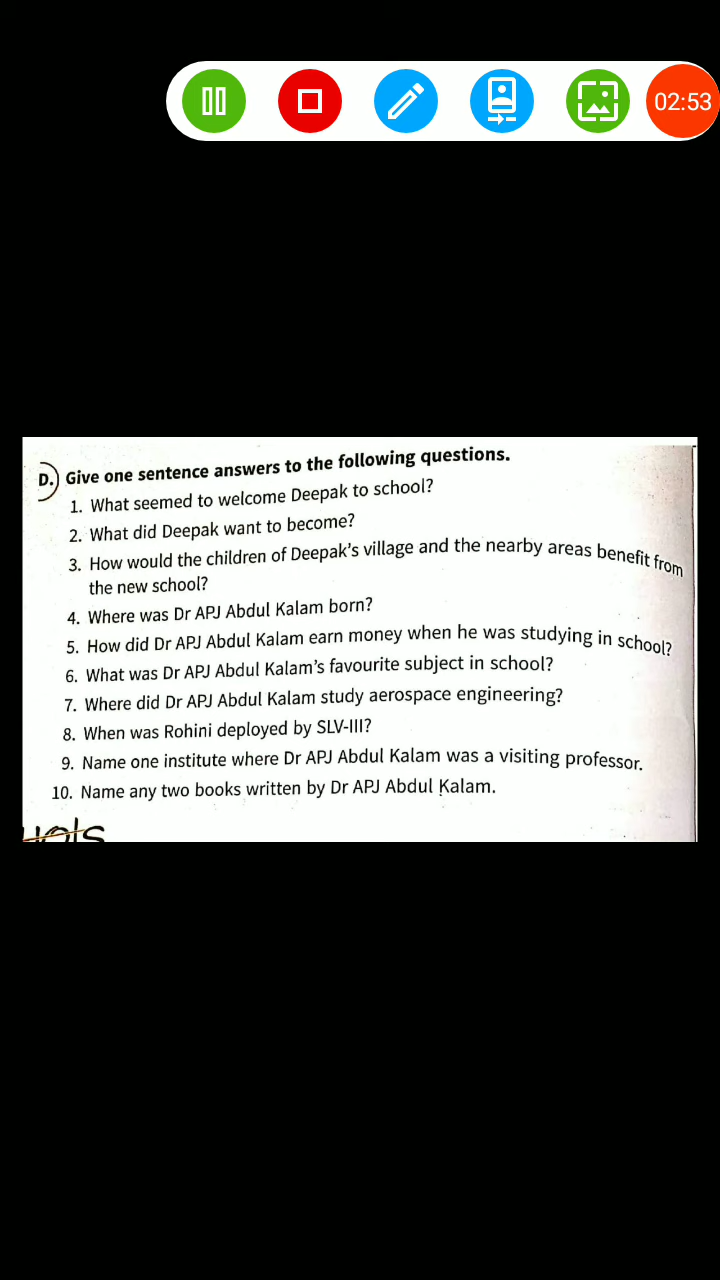 02:53
D. Give one sentence answers to the following questions.
1. What seemed to welcome Deepak to school?
2. What did Deepak want to become?
3. How would the children of Deepak's village and the nearby areas benefit from
the new school?
4. Where was Dr APJ Abdul Kalam born?
5. How did Dr APJ Abdul Kalam earn money when he was studying in school?
6. What was Dr APJ Abdul Kalam's favourite subject in school?
7. Where did Dr APJ Abdul Kalam study aerospace engineering?
8. When was Rohini deployed by SLV-III?
9. Name one institute where Dr APJ Abdul Kalam was a visiting professor.
10. Name any two books written by Dr APJ Abdul Kalam.